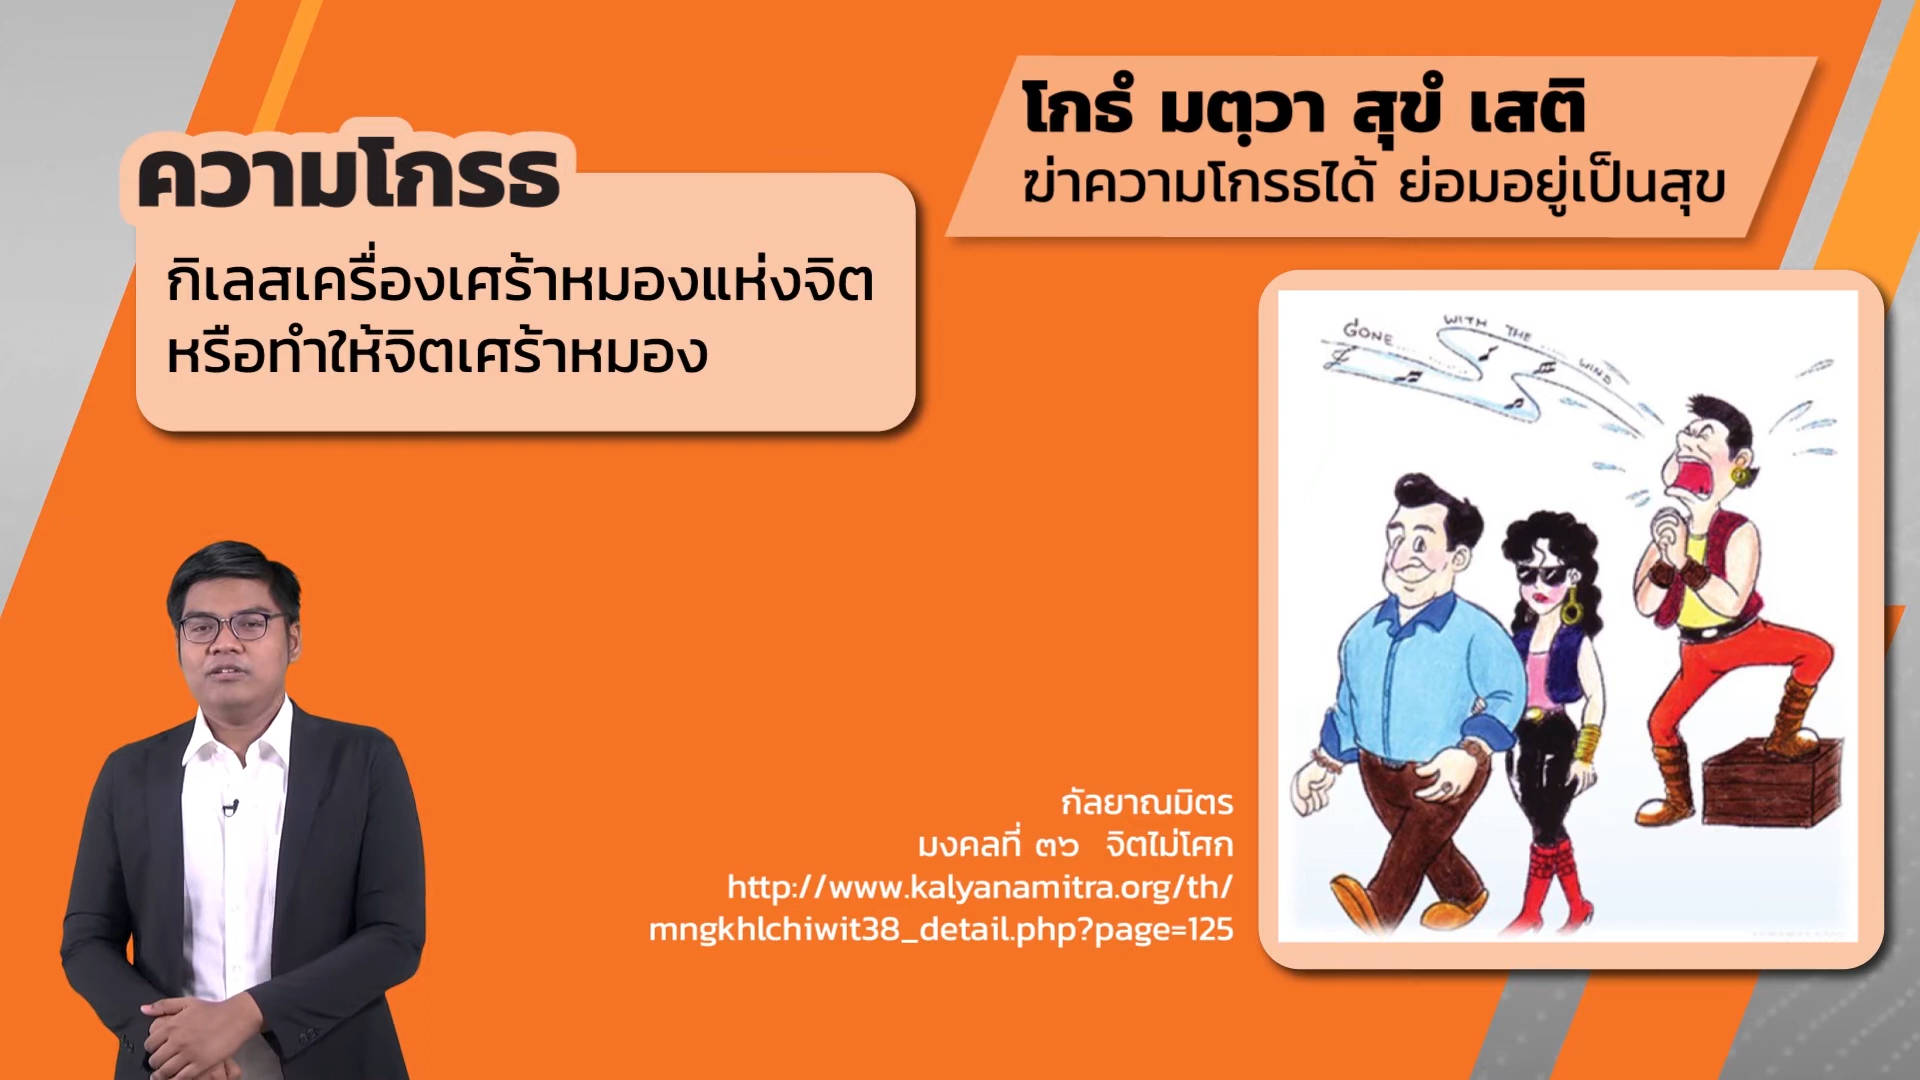 ความโกรธ
กิเลสเครื่องเศร้าหมองแห่งจิต
หรือทำให้จิตเศร้าหมอง
โกธํ มตฺวา สุขํ เสติ
ฆ่าความโกรธได้ ย่อมอยู่เป็นสุข
GONE WITH THE WIND
กัลยาณมิตร
มงคลที่ ๓๖ จิตไม่โศก
http://www.kalyanamitra.org/th/
mngkhlchiwit38_detail.php?page=125